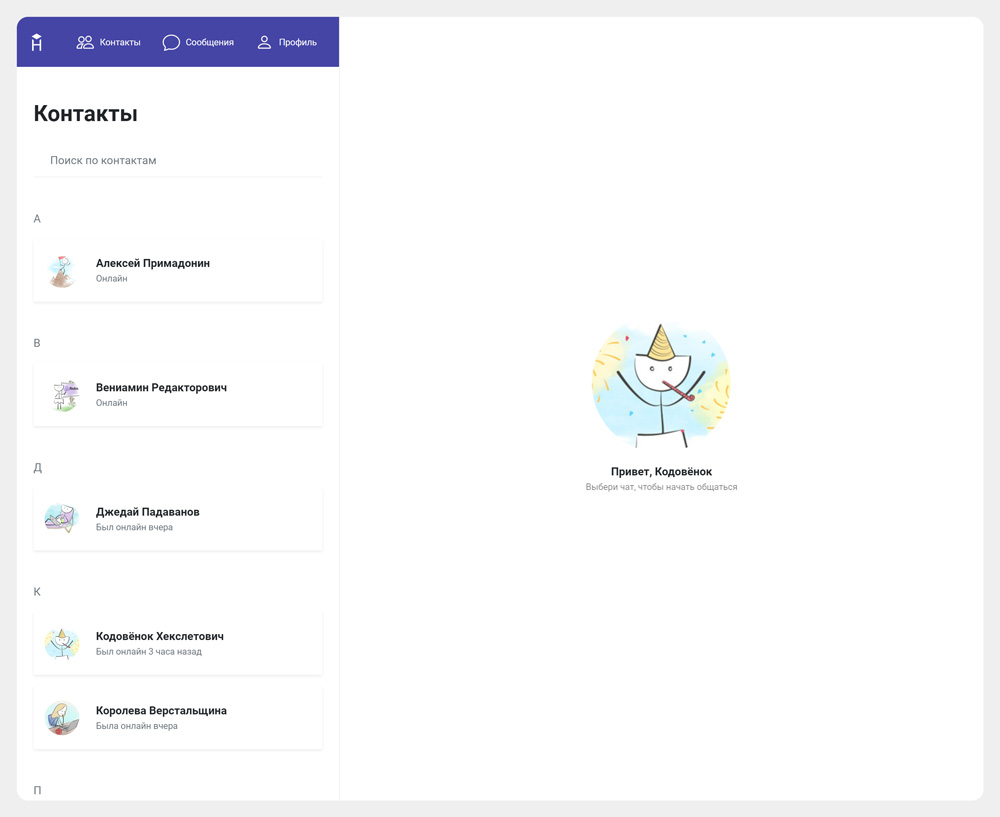 Контакты
Сообщения
Профиль
Контакты
Поиск по контактам
А
Алексей Примадонин
Онлайн
В
Вениамин Редакторович
Онлайн
Д
Джедай Падаванов
Был онлайн вчера
К
Кодовёнок Хекслетович
Был онлайн 3 часа назад
Королева Верстальщина
Была онлайн вчера
П
Привет, Кодовёнок
Выбери чат, чтобы начать общаться